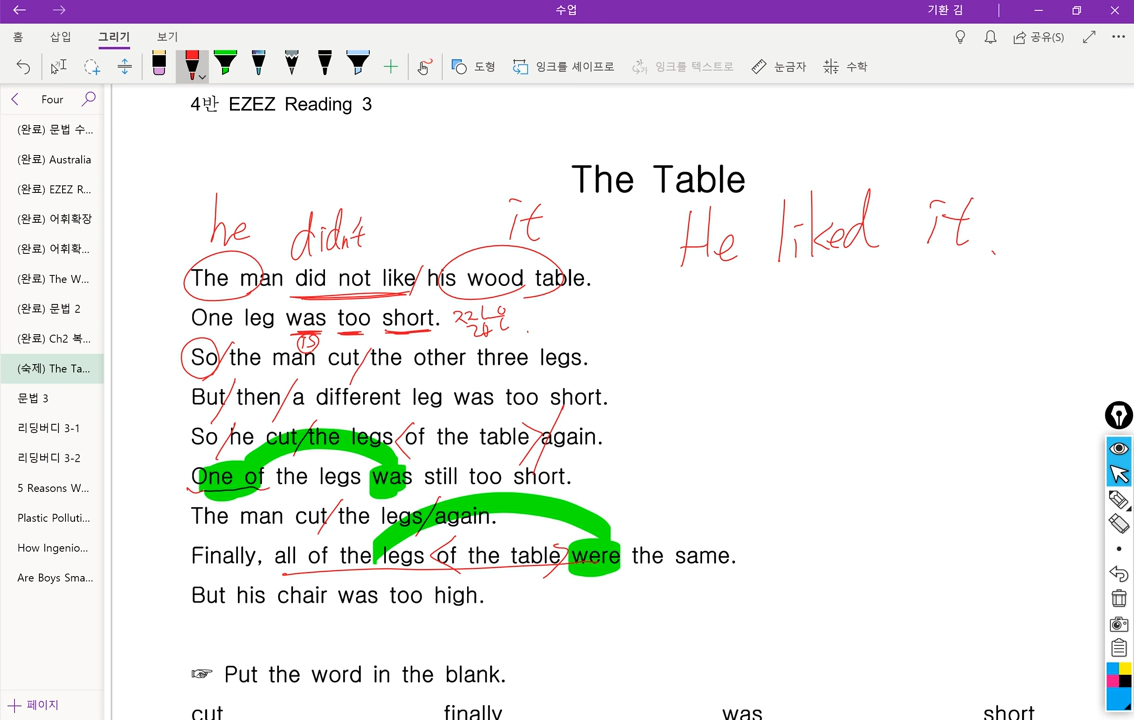 수업
기환 김
홈 삽입 그리기 보기
공유(S)
도형 잉크를 셰이프로 잉크를 텍스트로 눈금자 수학
Four
(완료) 문법 수...
(완료) Australia
(완료) EZEZ R...
(완료) 어휘확장
(완료) 어휘확...
(완료) The W...
(완료) 문법 2
(완료) Ch2 복...
(숙제) The Ta...
문법 3
리딩버디 3-1
리딩버디 3-2
5 Reasons W...
Plastic Polluti...
How Ingenio...
Are Boys Sma...
페이지
4반 EZEZ Reading 3
The Table
he didn't it He liked it.
The man did not like his wood table.
One leg was too short.
is
So the man cut the other three legs.
But then a different leg was too short.
So he cut the legs of the table again.
One of the legs was still too short.
The man cut the legs again.
Finally, all of the legs of the table were the same.
But his chair was too high.
☞ Put the word in the blank.
cut finally was short